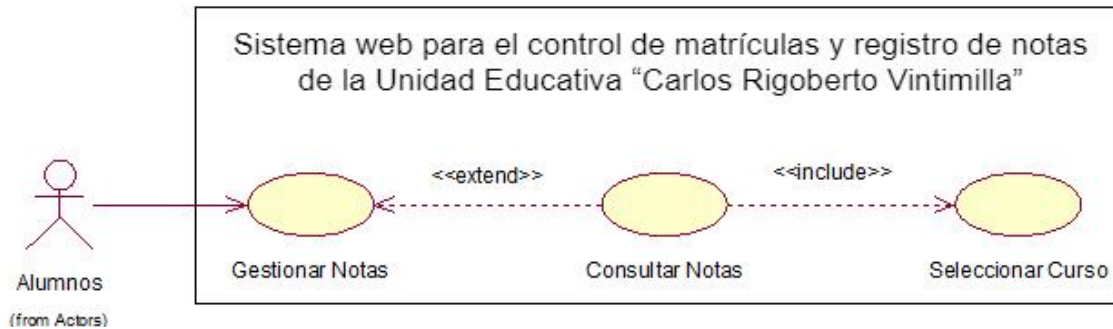 Sistema web para el control de matrículas y registro de notas
de la Unidad Educativa “Carlos Rigoberto Vintimilla”
<<extend>>
<<include>>
Gestionar Notas
Consultar Notas
Seleccionar Curso
Alumnos
(from Actors)